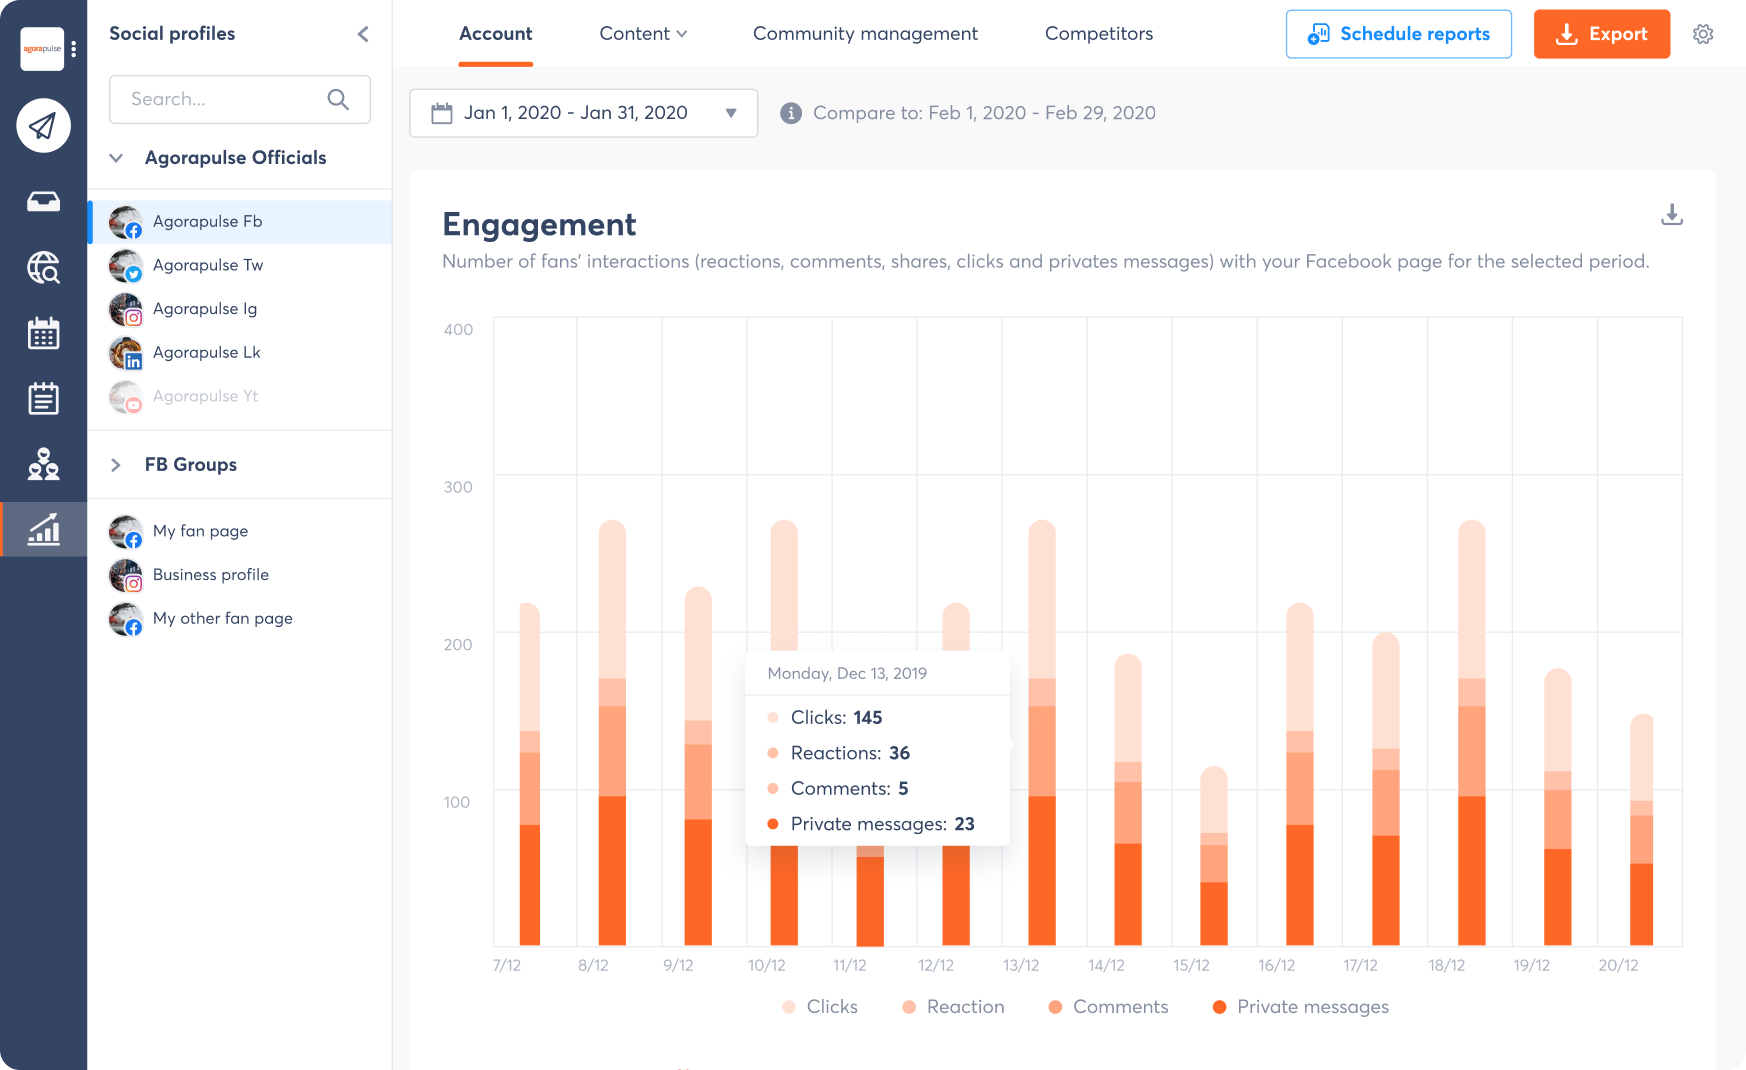 agorapulse
Social profiles
Search...
Agorapulse Officials
Agorapulse Fb
Agorapulse Tw
Agorapulse Ig
Agorapulse Lk
Agorapulse Yt
FB Groups
My fan page
Business profile
My other fan page
Account
Content
Community management
Competitors
Schedule reports
Export
Jan 1, 2020 - Jan 31, 2020
Compare to: Feb 1, 2020 - Feb 29, 2020
Engagement
Number of fans' interactions (reactions, comments, shares, clicks and privates messages) with your Facebook page for the selected period.
400
300
200
100
Monday, Dec 13, 2019
Clicks: 145
Reactions: 36
Comments: 5
Private messages: 23
7/12 8/12 9/12 10/12 11/12 12/12 13/12 14/12 15/12 16/12 17/12 18/12 19/12 20/12
Clicks Reaction Comments Private messages